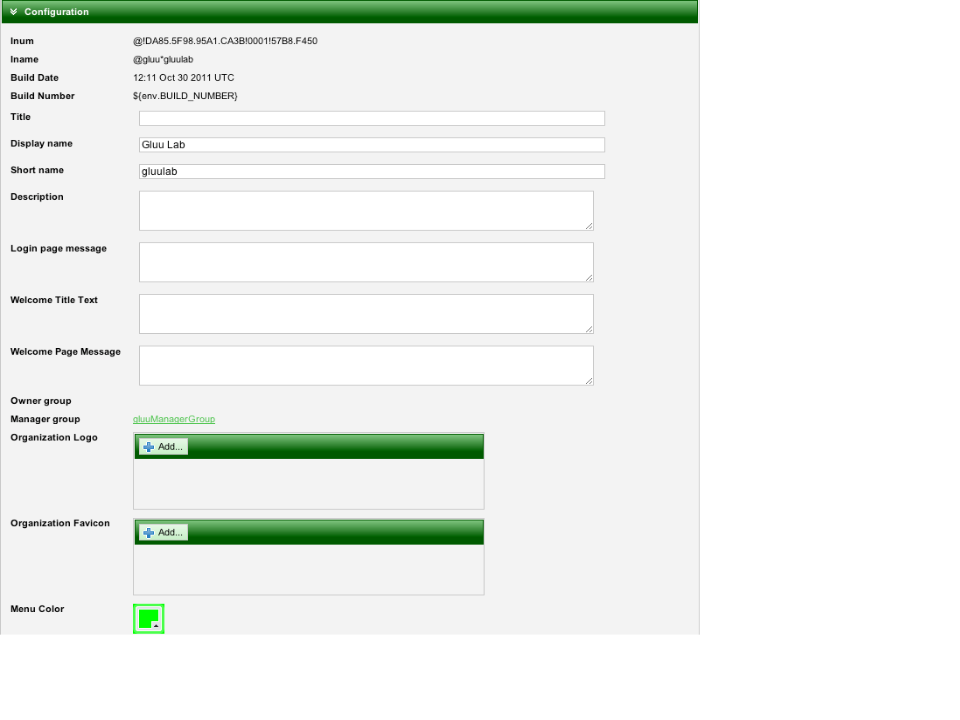 Configuration
Inum @!DA85.5F98.95A1.CA3B!0001!57B8.F450
Iname @gluu*gluulab
Build Date 12:11 Oct 30 2011 UTC
Build Number ${env.BUILD_NUMBER}
Title
Display name Gluu Lab
Short name gluulab
Description
Login page message
Welcome Title Text
Welcome Page Message
Owner group
Manager group gluuManagerGroup
Organization Logo
Add...
Organization Favicon
Add...
Menu Color